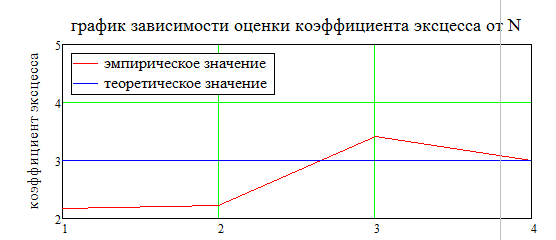 график зависимости оценки коэффициента эксцесса от N
коэффициент эксцесса
5
4
3
2
эмпирическое значение
теоретическое значение
1
2
3
4